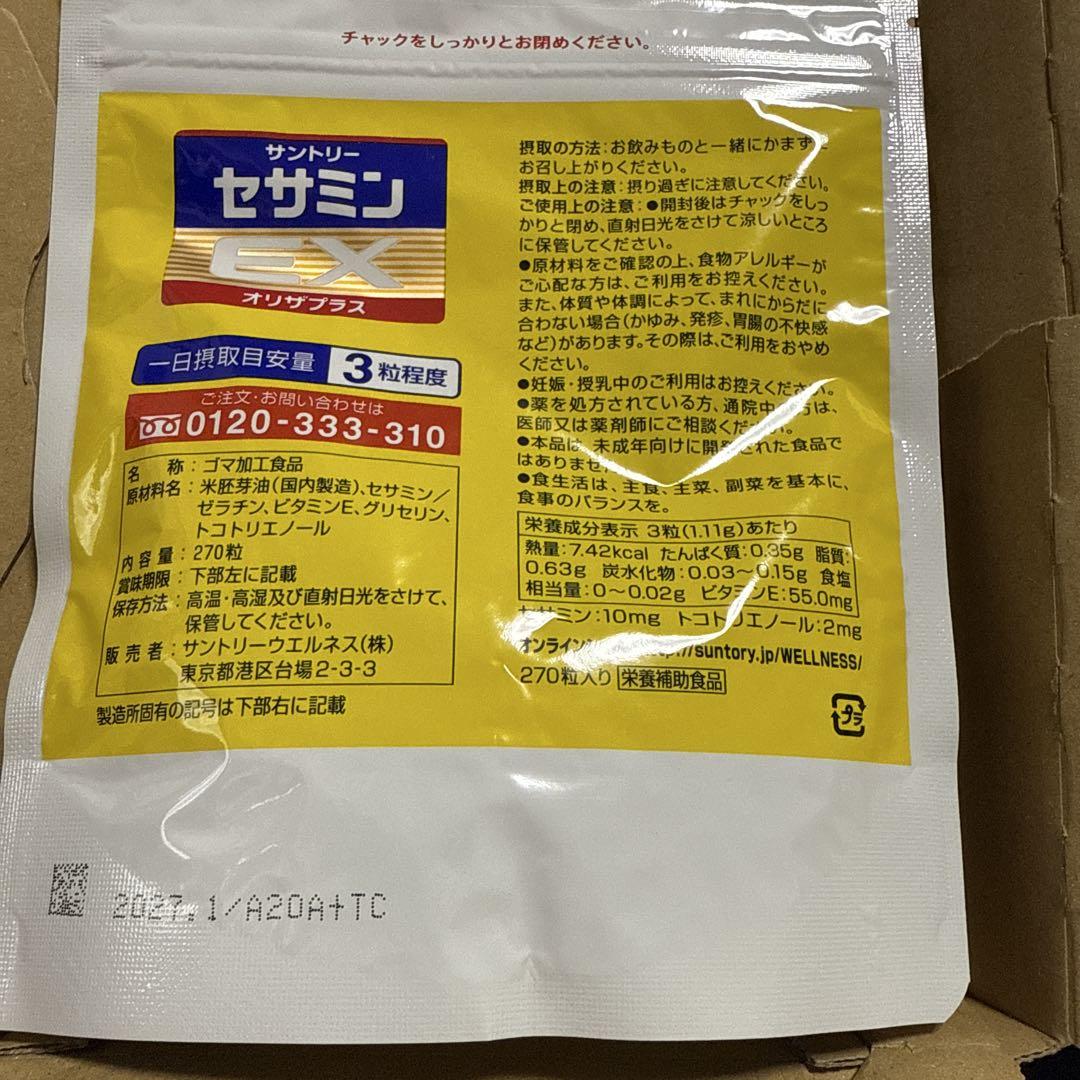 チャックをしっかりとお閉めください。
サントリー
セサミン
EX
オリザプラス
一日摂取目安量 3粒程度
ご注文・お問い合わせは
0120-333-310
名 称:ゴマ加工食品
原材料名:米胚芽油(国内製造)、セサミン/
ゼラチン、ビタミンE、グリセリン、
トコトリエノール
内容量:270粒
賞味期限:下部左に記載
保存方法:高温・高湿及び直射日光をさけて、
保管してください。
販売者:サントリーウエルネス(株)
東京都港区台場2-3-3
製造所固有の記号は下部右に記載
摂取の方法:お飲みものと一緒にかまず
お召し上がりください。
摂取上の注意:摂り過ぎに注意してください。
ご使用上の注意:●開封後はチャックをしっ
かりと閉め、直射日光をさけて涼しいところ
に保管してください。
●原材料をご確認の上、食物アレルギーが
ご心配な方は、ご利用をお控えください。
また、体質や体調によって、まれにからだに
合わない場合(かゆみ、発疹、胃腸の不快感
など)があります。その際は、ご利用をおやめ
ください。
●妊娠・授乳中のご利用はお控えください。
●薬を処方されている方、通院中の方は、
医師又は薬剤師にご相談ください。
●本品は、未成年向けに開発された食品で
はありません
●食生活は、主食、主菜、副菜を基本に、
食事のバランスを。
栄養成分表示 3粒(1.11g)あたり
熱量:7.42kcal たんぱく質:0.35g 脂質:
0.63g 炭水化物:0.03~0.15g 食塩
相当量:0~0.02g ビタミンE:55.0mg
セサミン:10mg トコトリエノール:2mg
オンライン://suntory.jp/WELLNESS/
270粒入り 栄養補助食品
プラ
2027.1/A20A+TC